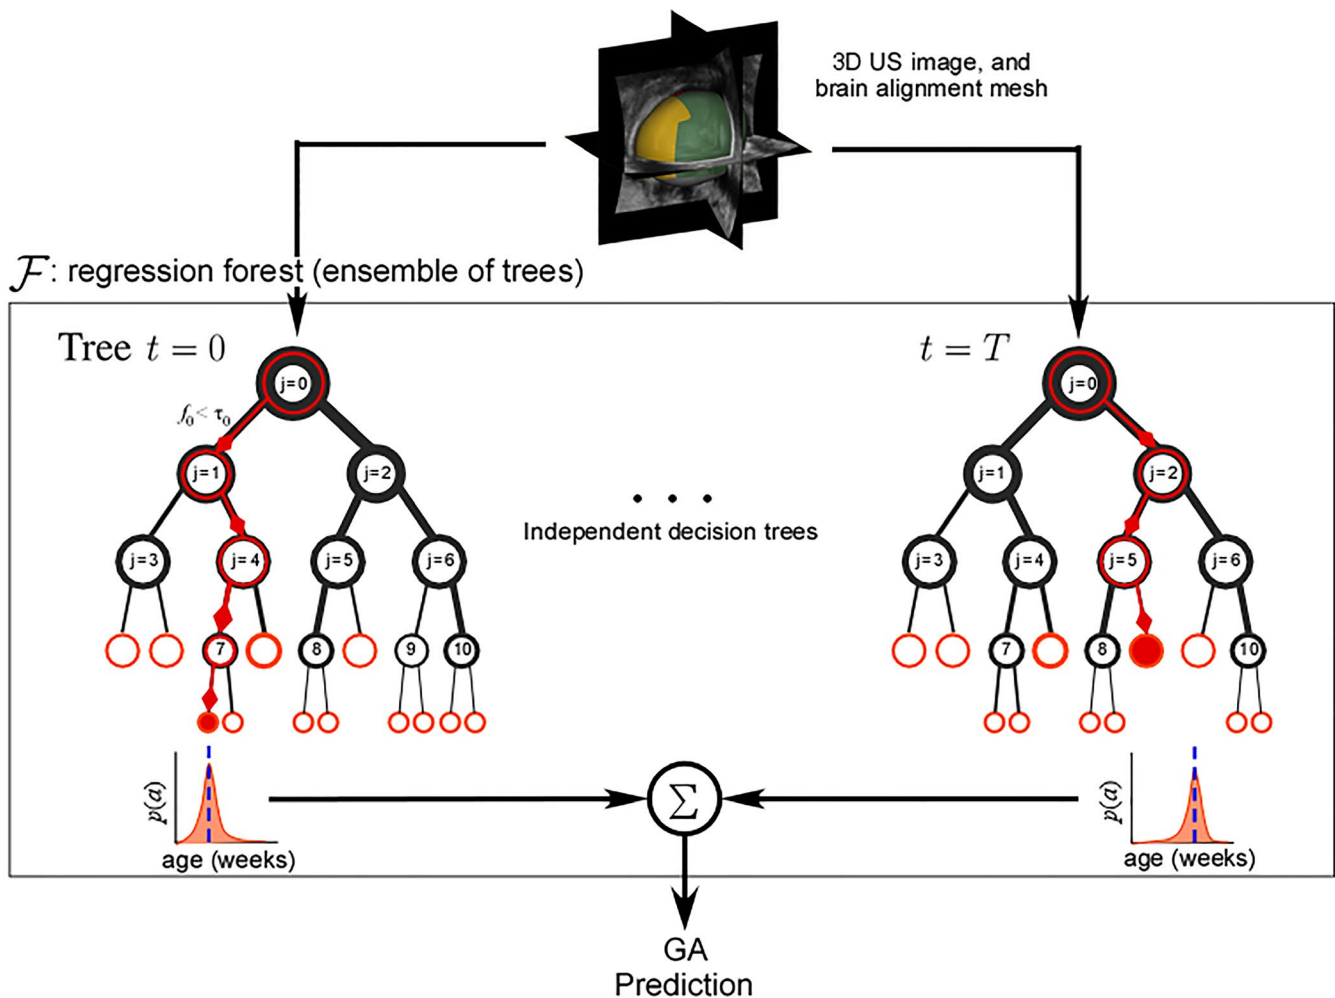 3D US image, and
brain alignment mesh
ℱ: regression forest (ensemble of trees)
Tree t = 0
t = T
j=0
j=0
f₀< τ₀
j=1
j=2
j=1
j=2
. . .
Independent decision trees
j=3
j=4
j=5
j=6
j=3
j=4
j=5
j=6
7
8
9
10
7
8
10
p(a)
age (weeks)
Σ
p(a)
age (weeks)
GA
Prediction